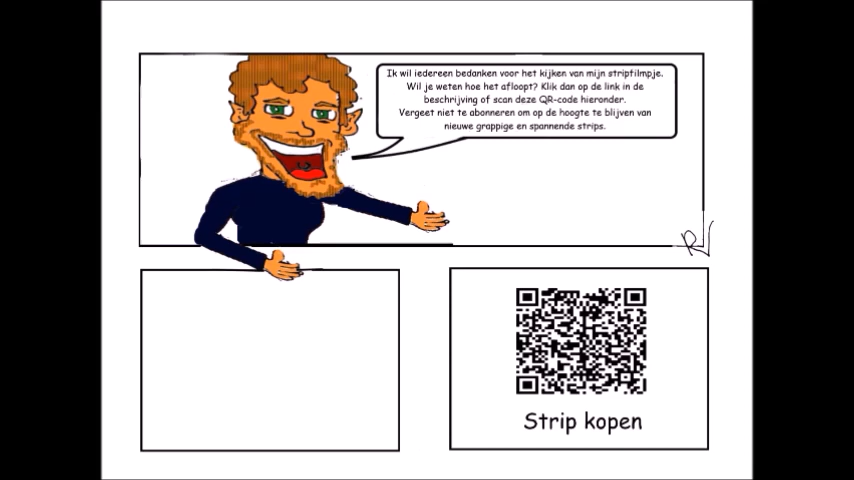 Ik wil iedereen bedanken voor het kijken van mijn stripfilmpje.
Wil je weten hoe het afloopt? Klik dan op de link in de
beschrijving of scan deze QR-code hieronder.
Vergeet niet te abonneren om op de hoogte te blijven van
nieuwe grappige en spannende strips.
Strip kopen